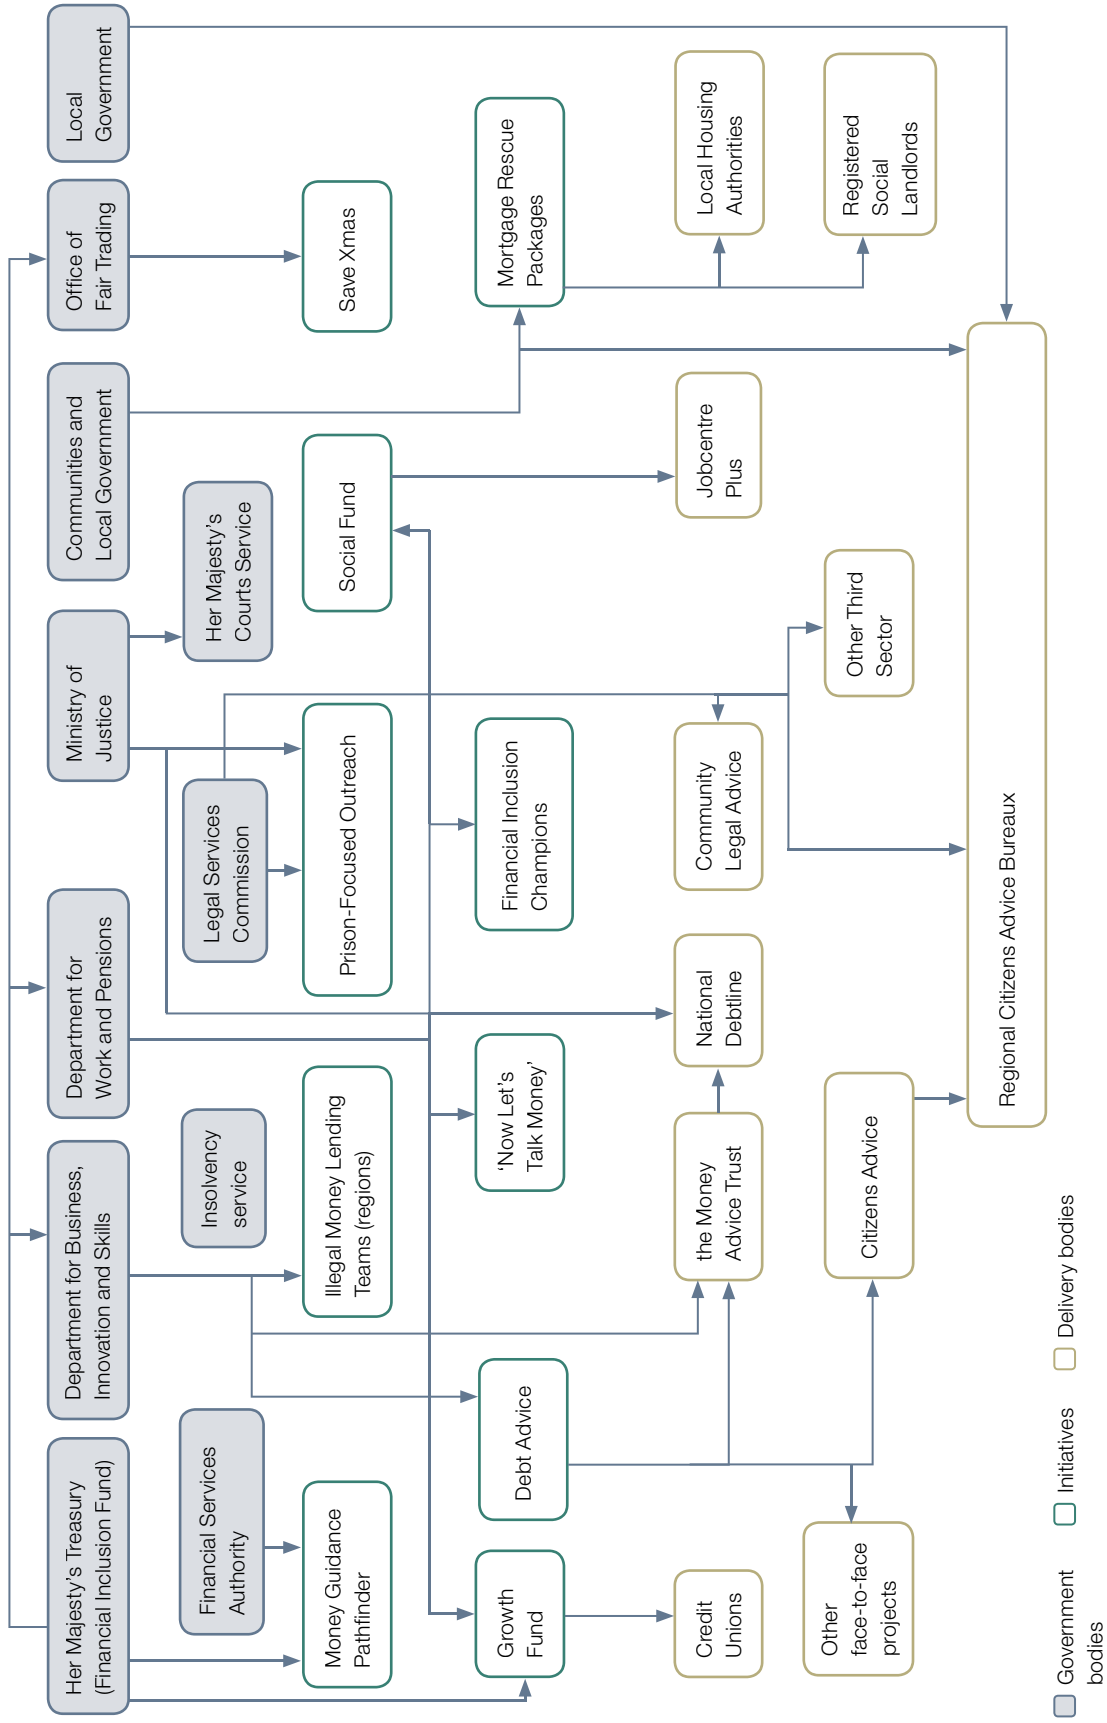 Her Majesty's Treasury
(Financial Inclusion Fund)
Department for Business,
Innovation and Skills
Department for
Work and Pensions
Ministry of
Justice
Communities and
Local Government
Office of
Fair Trading
Local
Government
Financial Services
Authority
Insolvency
service
Legal Services
Commission
Her Majesty's
Courts Service
Money Guidance
Pathfinder
Illegal Money Lending
Teams (regions)
Prison-Focused Outreach
Social Fund
Save Xmas
Growth
Fund
Debt Advice
‘Now Let's
Talk Money’
Financial Inclusion
Champions
Mortgage Rescue
Packages
Credit
Unions
the Money
Advice Trust
National
Debtline
Community
Legal Advice
Jobcentre
Plus
Local Housing
Authorities
Other
face-to-face
projects
Citizens Advice
Other Third
Sector
Registered
Social
Landlords
Regional Citizens Advice Bureaux
Government
bodies
Initiatives
Delivery bodies